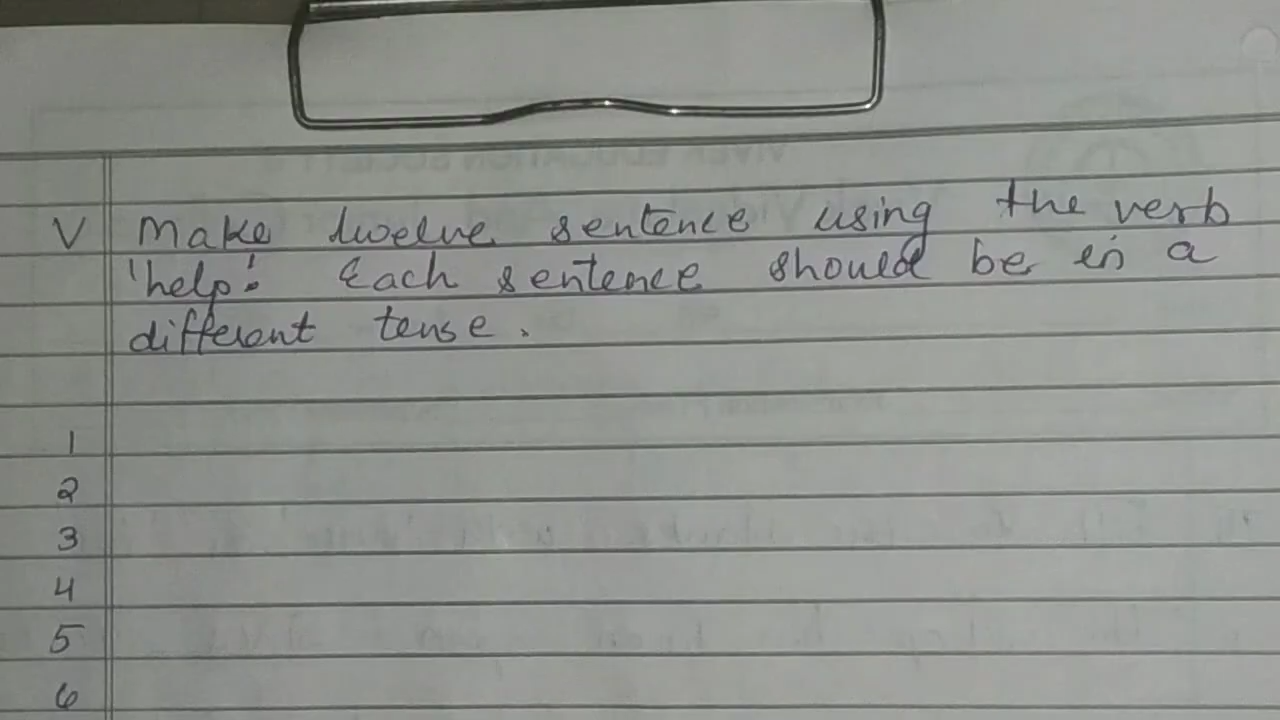 V Make twelve sentence using the verb
'help'. Each sentence should be in a
different tense.
1
2
3
4
5
6